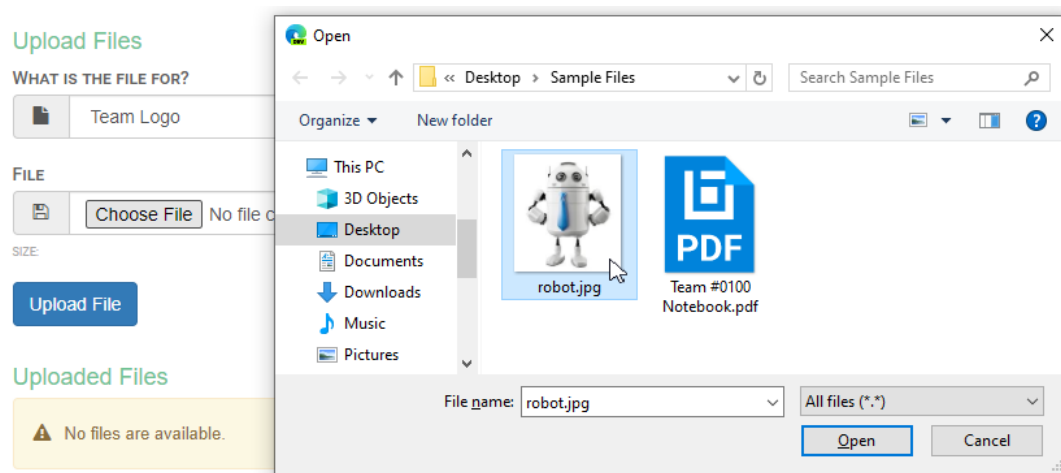 Upload Files
WHAT IS THE FILE FOR?
Team Logo
FILE
Choose File No file c
SIZE:
Upload File
Uploaded Files
No files are available.
DEV
Open
« Desktop › Sample Files
Search Sample Files
Organize
New folder
?
This PC
3D Objects
Desktop
Documents
Downloads
Music
Pictures
robot.jpg
PDF
Team #0100
Notebook.pdf
File name: robot.jpg
All files (*.*)
Open
Cancel